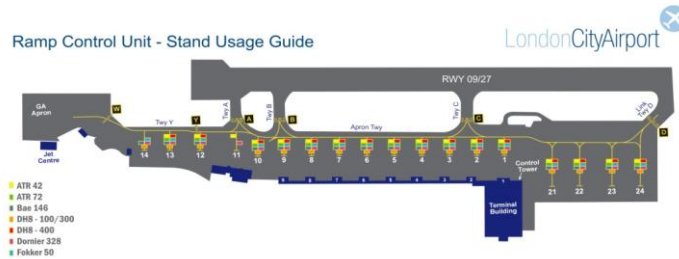 Ramp Control Unit - Stand Usage Guide
LondonCityAirport
RWY 09/27
GA
Apron
W
Twy Y
Y
Twy A
A
Twy B
B
Apron Twy
Twy C
C
Link
Twy D
D
Jet
Centre
14
13
12
11
10
9
8
7
6
5
4
3
2
1
Control
Tower
21
22
23
24
Terminal
Building
ATR 42
ATR 72
Bae 146
DH8 - 100/300
DH8 - 400
Dornier 328
Fokker 50